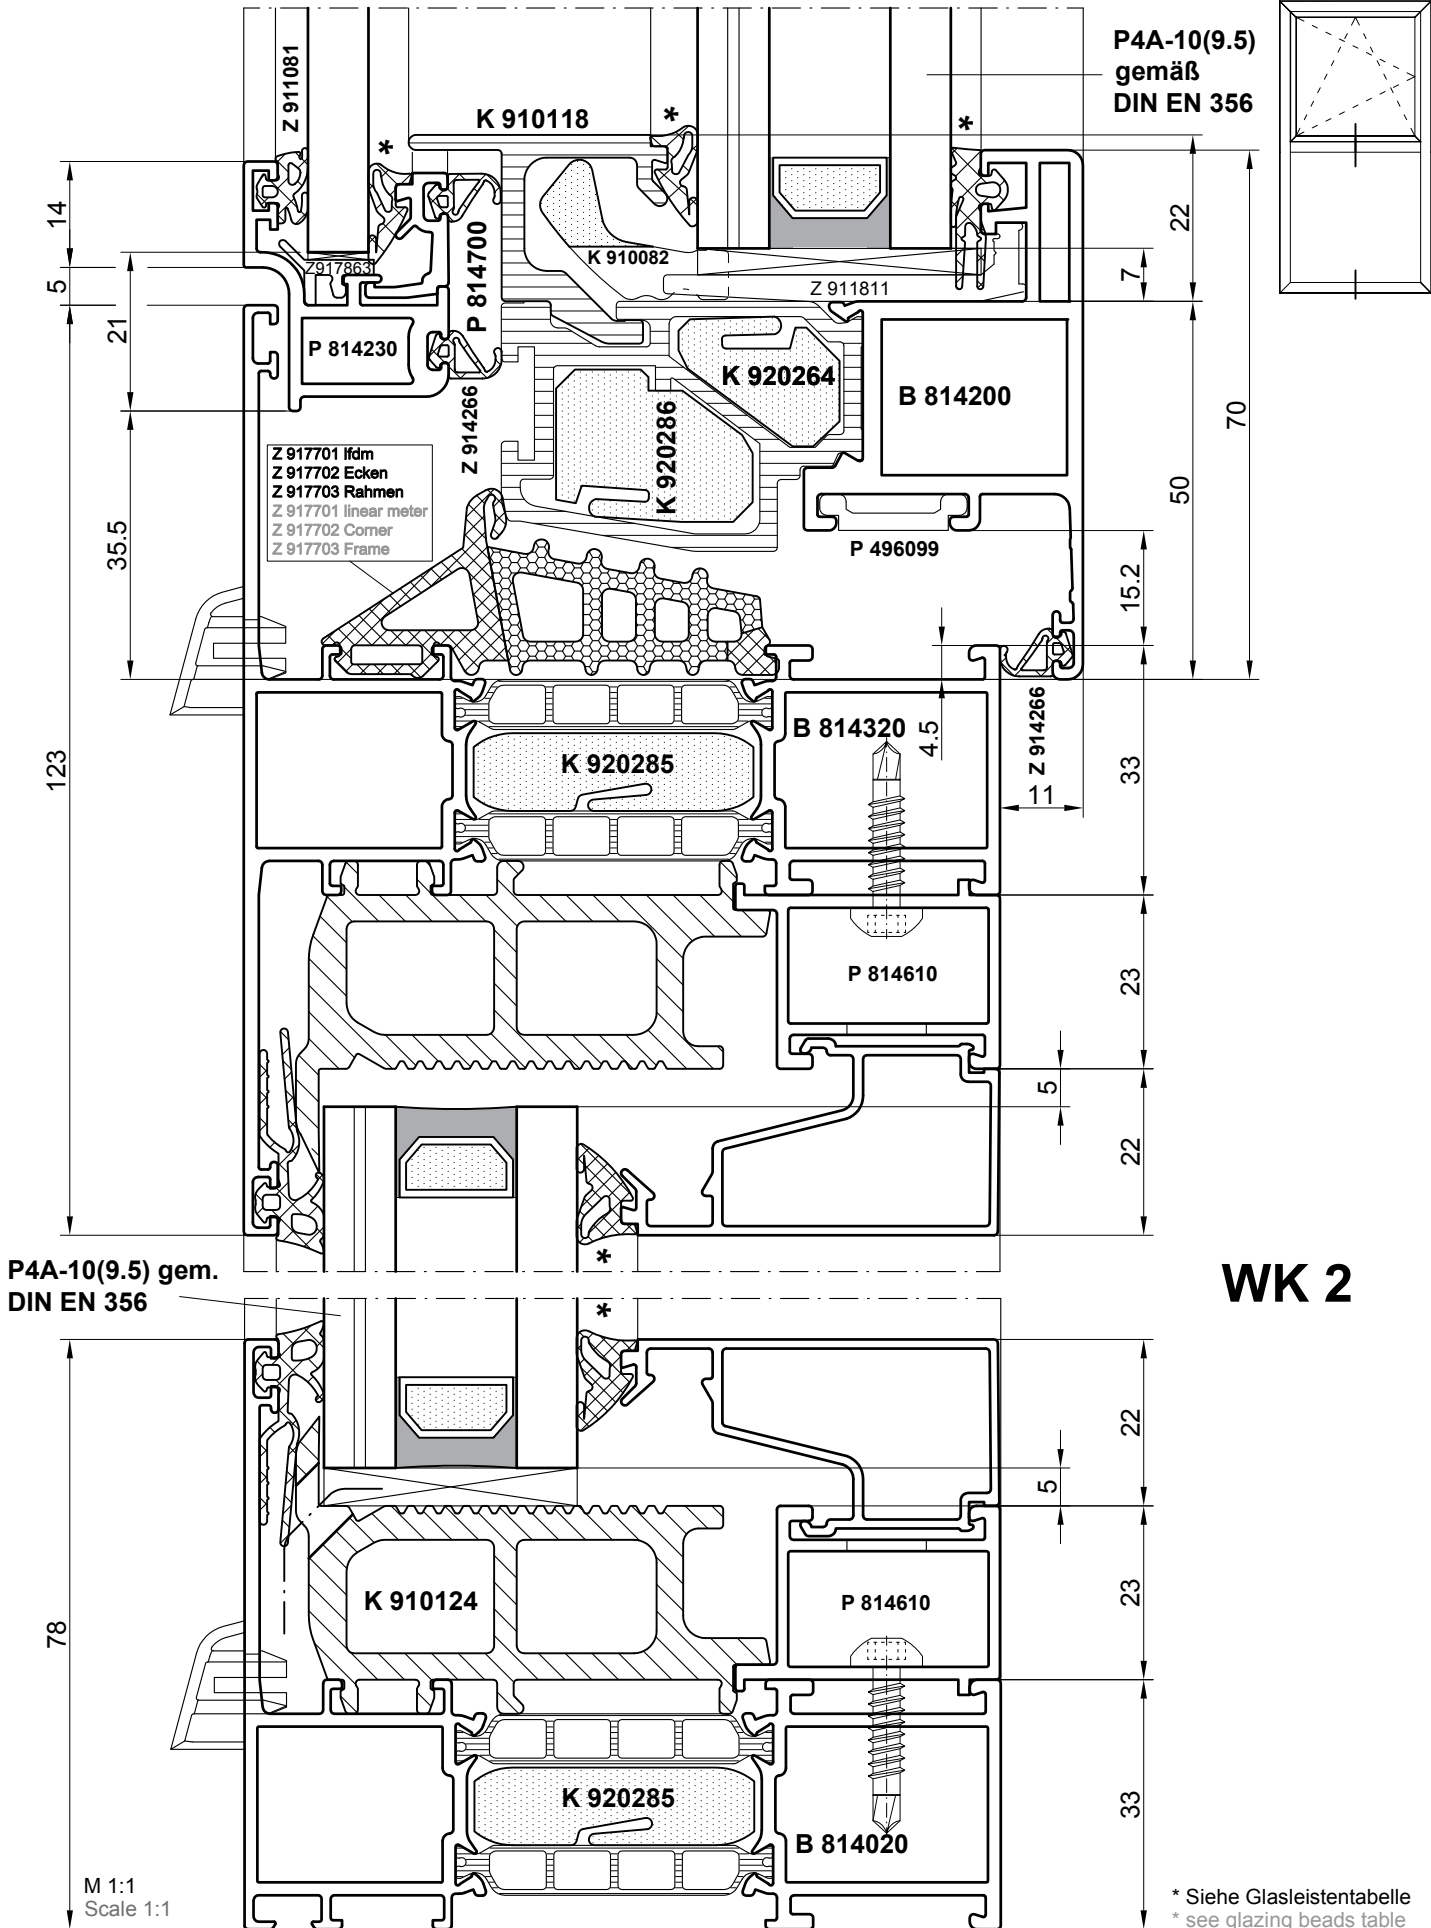 P4A-10(9.5)
gemäß
DIN EN 356
Z 911081
K 910118
*
*
*
14
22
K 910082
P 814700
Z917863
Z 911811
7
5
21
P 814230
K 920264
B 814200
70
Z 914266
K 920286
Z 917701 lfdm
Z 917702 Ecken
Z 917703 Rahmen
Z 917701 linear meter
Z 917702 Corner
Z 917703 Frame
50
35.5
P 496099
15.2
B 814320
4.5
Z 914266
123
K 920285
33
11
P 814610
23
5
22
*
P4A-10(9.5) gem.
DIN EN 356
WK 2
*
22
5
K 910124
P 814610
23
78
K 920285
33
B 814020
M 1:1
Scale 1:1
* Siehe Glasleistentabelle
* see glazing beads table